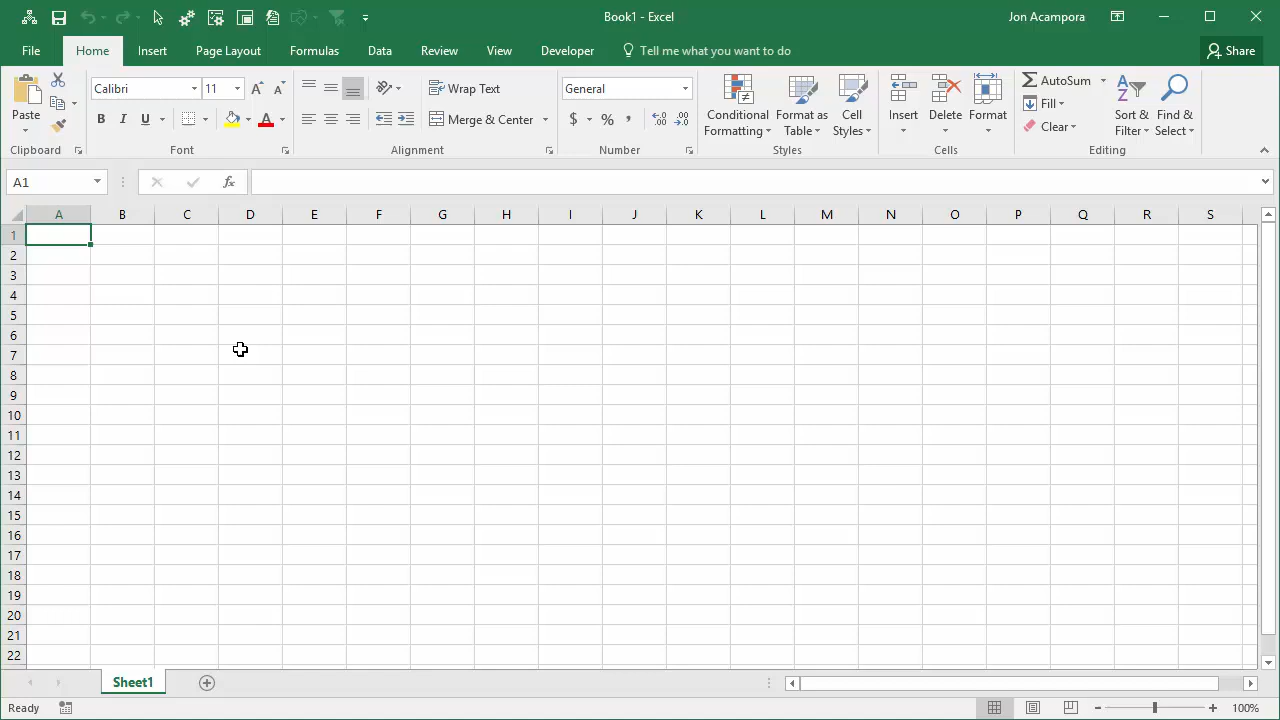 Book1 - Excel
Jon Acampora
File Home Insert Page Layout Formulas Data Review View Developer Tell me what you want to do Share
Paste
Calibri 11
B I U A
Wrap Text
Merge & Center
General
$ % ,
Conditional Formatting
Format as Table
Cell Styles
Insert
Delete
Format
AutoSum
Fill
Clear
Sort & Filter
Find & Select
Clipboard Font Alignment Number Styles Cells Editing
A1 fx
A B C D E F G H I J K L M N O P Q R S
1
2
3
4
5
6
7
8
9
10
11
12
13
14
15
16
17
18
19
20
21
22
Sheet1
Ready 100%